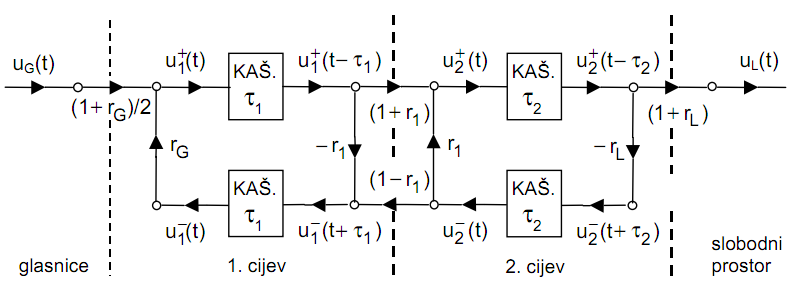 u_G(t)
u_1^+(t)
KAŠ.
τ_1
u_1^+(t− τ_1)
u_2^+(t)
KAŠ.
τ_2
u_2^+(t− τ_2)
u_L(t)
(1+ r_G)/2
(1+ r_1)
(1+ r_L)
r_G
−r_1
r_1
−r_L
(1−r_1)
KAŠ.
τ_1
KAŠ.
τ_2
u_1^−(t)
u_1^−(t+ τ_1)
u_2^−(t)
u_2^−(t+ τ_2)
glasnice
1. cijev
2. cijev
slobodni
prostor